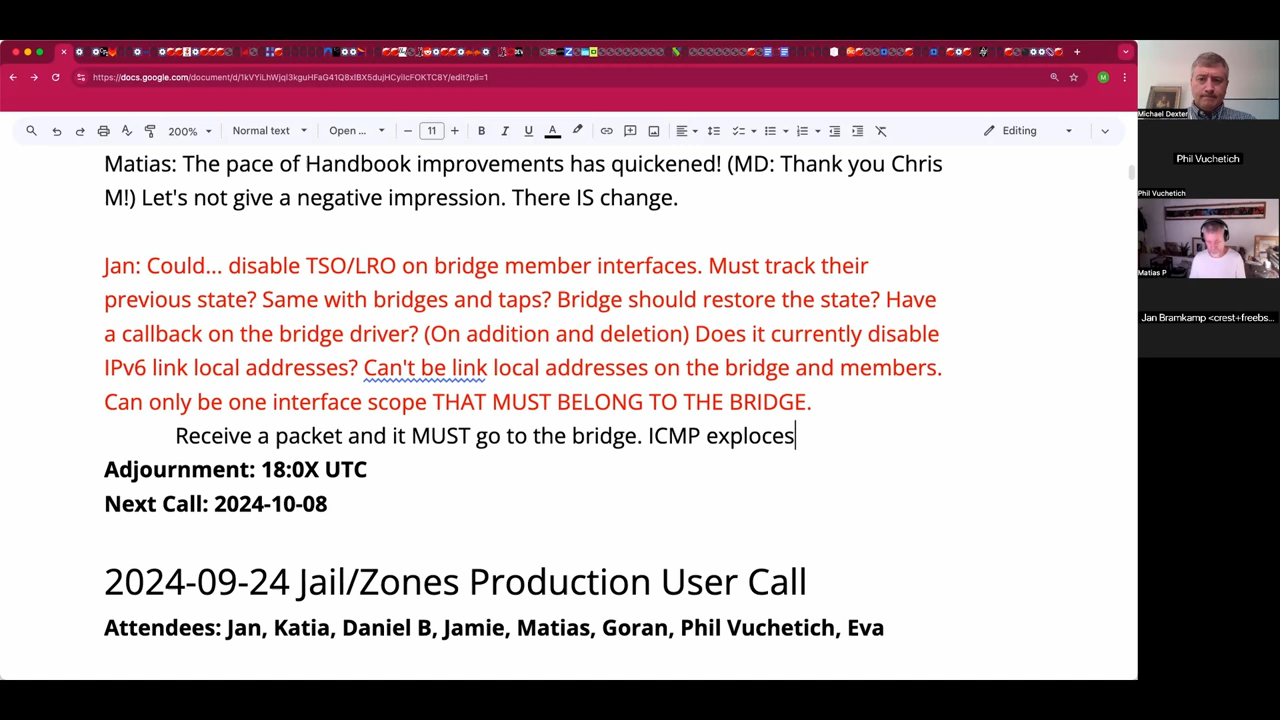 https://docs.google.com/document/d/1kVYiLhWjqI3kguHFaG41Q8xlBX5dujHCyiIcFOKTC8Y/edit?pli=1
M
200%
Normal text
Open ...
11
B
I
U
A
Editing
Matias: The pace of Handbook improvements has quickened! (MD: Thank you Chris
M!) Let's not give a negative impression. There IS change.
Jan: Could... disable TSO/LRO on bridge member interfaces. Must track their
previous state? Same with bridges and taps? Bridge should restore the state? Have
a callback on the bridge driver? (On addition and deletion) Does it currently disable
IPv6 link local addresses? Can't be link local addresses on the bridge and members.
Can only be one interface scope THAT MUST BELONG TO THE BRIDGE.
Receive a packet and it MUST go to the bridge. ICMP exploces
Adjournment: 18:0X UTC
Next Call: 2024-10-08
2024-09-24 Jail/Zones Production User Call
Attendees: Jan, Katia, Daniel B, Jamie, Matias, Goran, Phil Vuchetich, Eva
Michael Dexter
Phil Vuchetich
Phil Vuchetich
Matias P
Jan Bramkamp <crest+freebs...